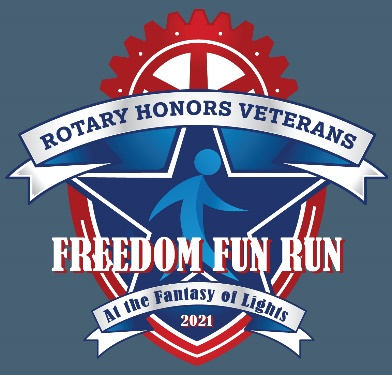 ROTARY HONORS VETERANS
FREEDOM FUN RUN
At the Fantasy of Lights
2021